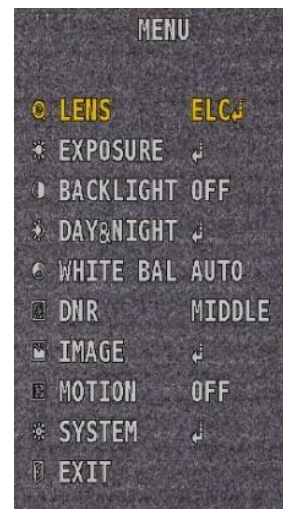 MENU
LENS ELC↲
EXPOSURE ↲
BACKLIGHT OFF
DAY&NIGHT ↲
WHITE BAL AUTO
DNR MIDDLE
IMAGE ↲
MOTION OFF
SYSTEM ↲
EXIT